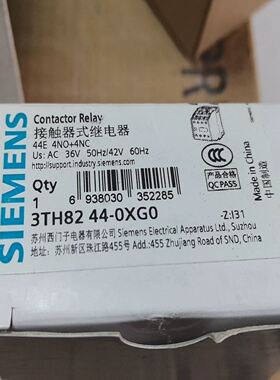 SIEMENS
Contactor Relay
接触器式继电器
44E 4NO+4NC
Us: AC 36V 50Hz/42V 60Hz
http://support.industry.siemens.com
Qty
1
6 938030 352285
CCC
产品合格
QC PASS
Made in China
中国制造
3TH82 44-0XG0
-Z:I31
苏州西门子电器有限公司 Siemens Electrical Apparatus Ltd., Suzhou
苏州新区珠江路455号 Add.:455 Zhujiang Road of SND, China